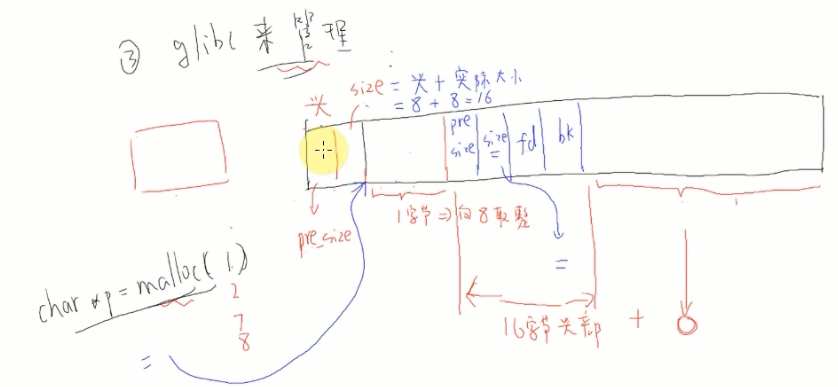 ③ glibc 来管理
size = 头 + 实际大小
= 8 + 8 = 16
头
pre size
size
=
fd
bk
pre_size
1字节 => 向8取整
=
char *p = malloc(1)
2
7
8
=
16字节头部 + 0